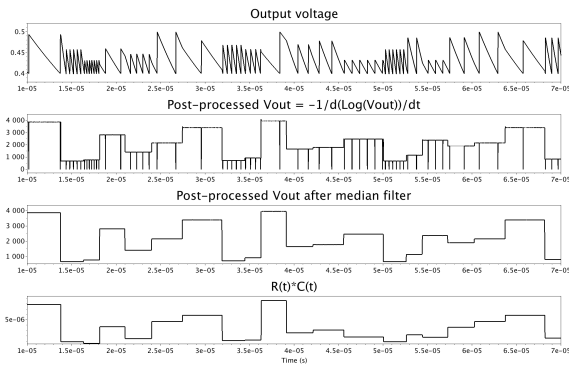 Output voltage
0.5
0.45
0.4
1e-05 1.5e-05 2e-05 2.5e-05 3e-05 3.5e-05 4e-05 4.5e-05 5e-05 5.5e-05 6e-05 6.5e-05 7e-05
Post-processed Vout = -1/d(Log(Vout))/dt
4 000
3 000
2 000
1 000
0
1e-05 1.5e-05 2e-05 2.5e-05 3e-05 3.5e-05 4e-05 4.5e-05 5e-05 5.5e-05 6e-05 6.5e-05 7e-05
Post-processed Vout after median filter
4 000
3 000
2 000
1 000
1e-05 1.5e-05 2e-05 2.5e-05 3e-05 3.5e-05 4e-05 4.5e-05 5e-05 5.5e-05 6e-05 6.5e-05 7e-05
R(t)*C(t)
5e-06
1e-05 1.5e-05 2e-05 2.5e-05 3e-05 3.5e-05 4e-05 4.5e-05 5e-05 5.5e-05 6e-05 6.5e-05 7e-05
Time (s)